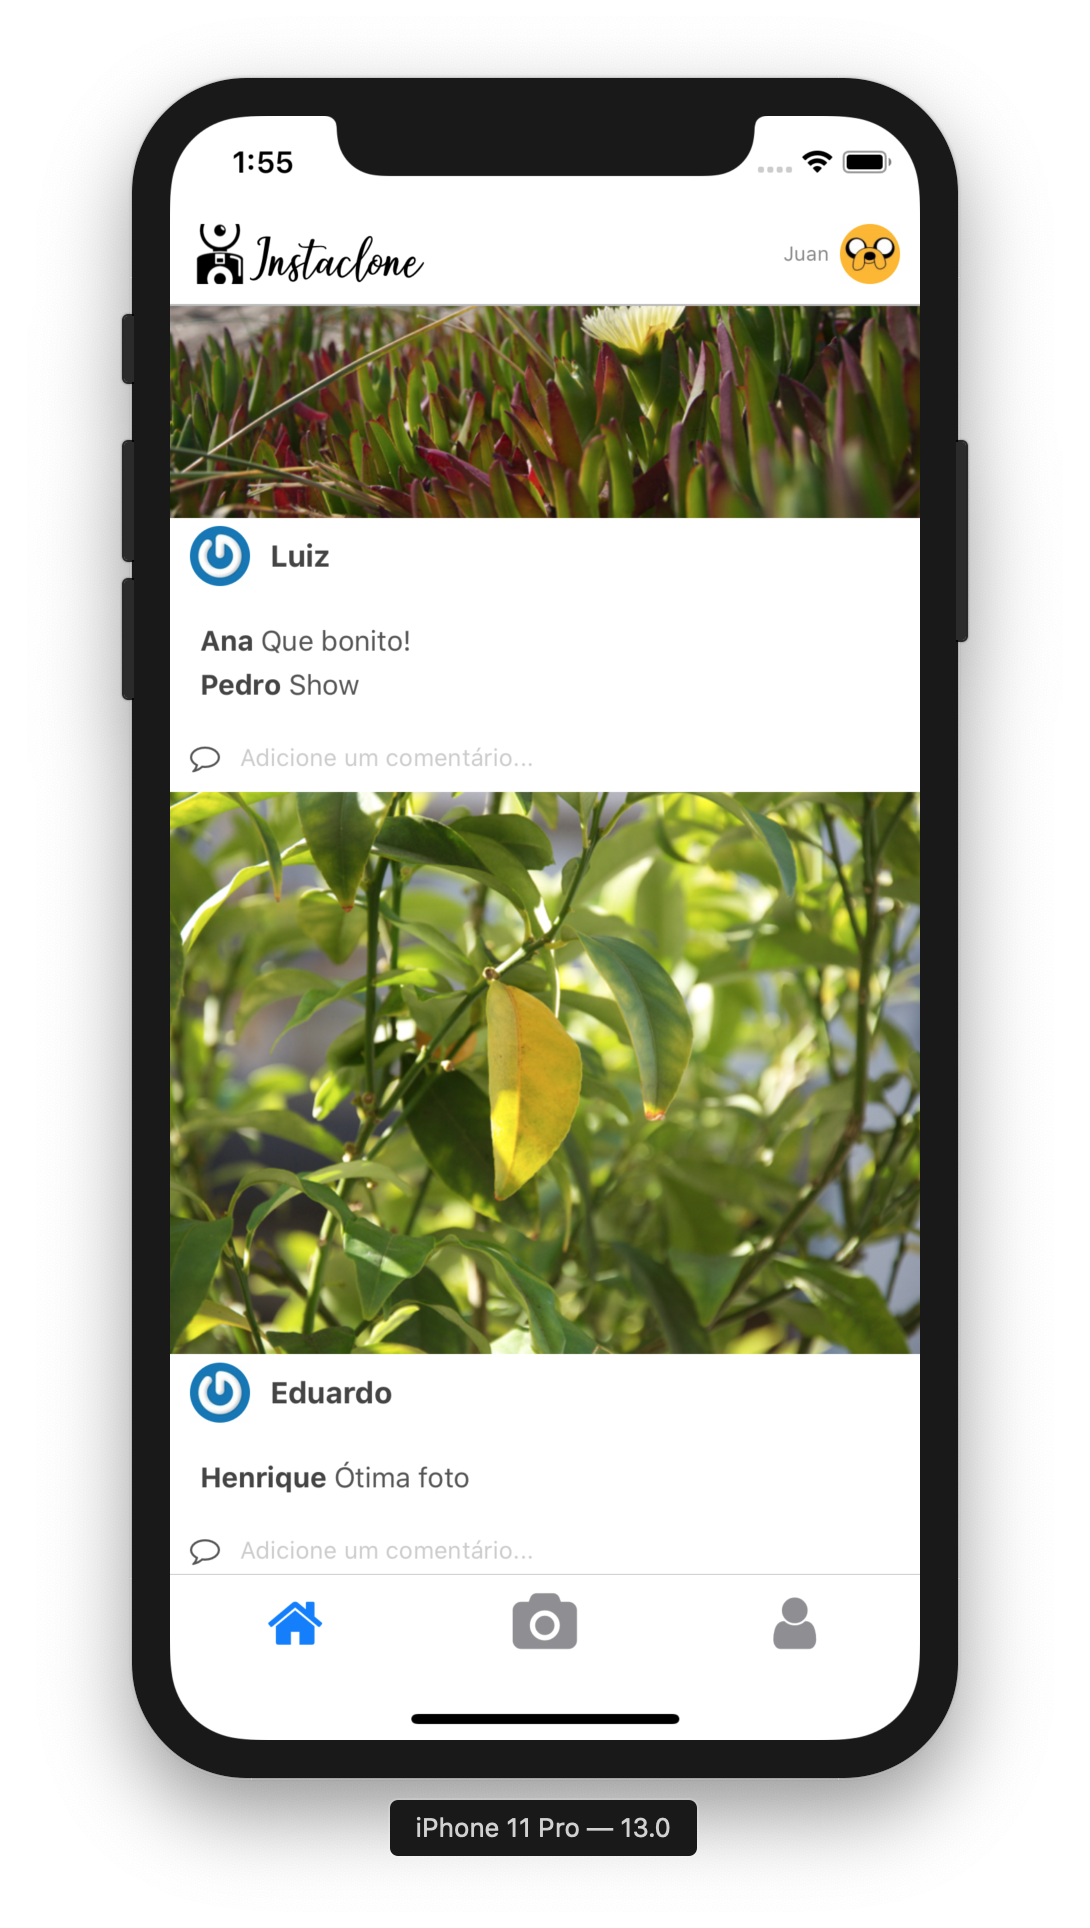 1:55
Instaclone
Juan
Luiz
Ana Que bonito!
Pedro Show
Adicione um comentário...
Eduardo
Henrique Ótima foto
Adicione um comentário...
iPhone 11 Pro — 13.0